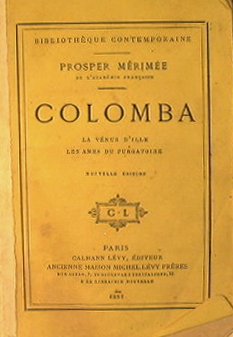 BIBLIOTHÈQUE CONTEMPORAINE
PROSPER MÉRIMÉE
DE L'ACADÉMIE FRANÇAISE
COLOMBA
LA VÉNUS D'ILLE
LES AMES DU PURGATOIRE
NOUVELLE ÉDITION
C·L
PARIS
CALMANN LÉVY, ÉDITEUR
ANCIENNE MAISON MICHEL LÉVY FRÈRES